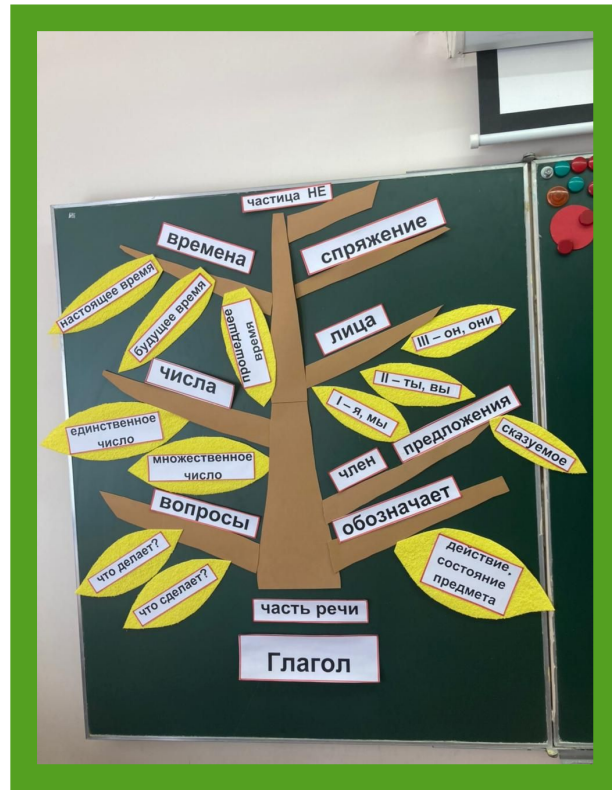 частица НЕ
времена
спряжение
настоящее время
будущее время
прошедшее
время
лица
III – он, они
II – ты, вы
I – я, мы
числа
единственное
число
множественное
число
член
предложения
сказуемое
вопросы
что делает?
что сделает?
обозначает
действие.
состояние
предмета
часть речи
Глагол